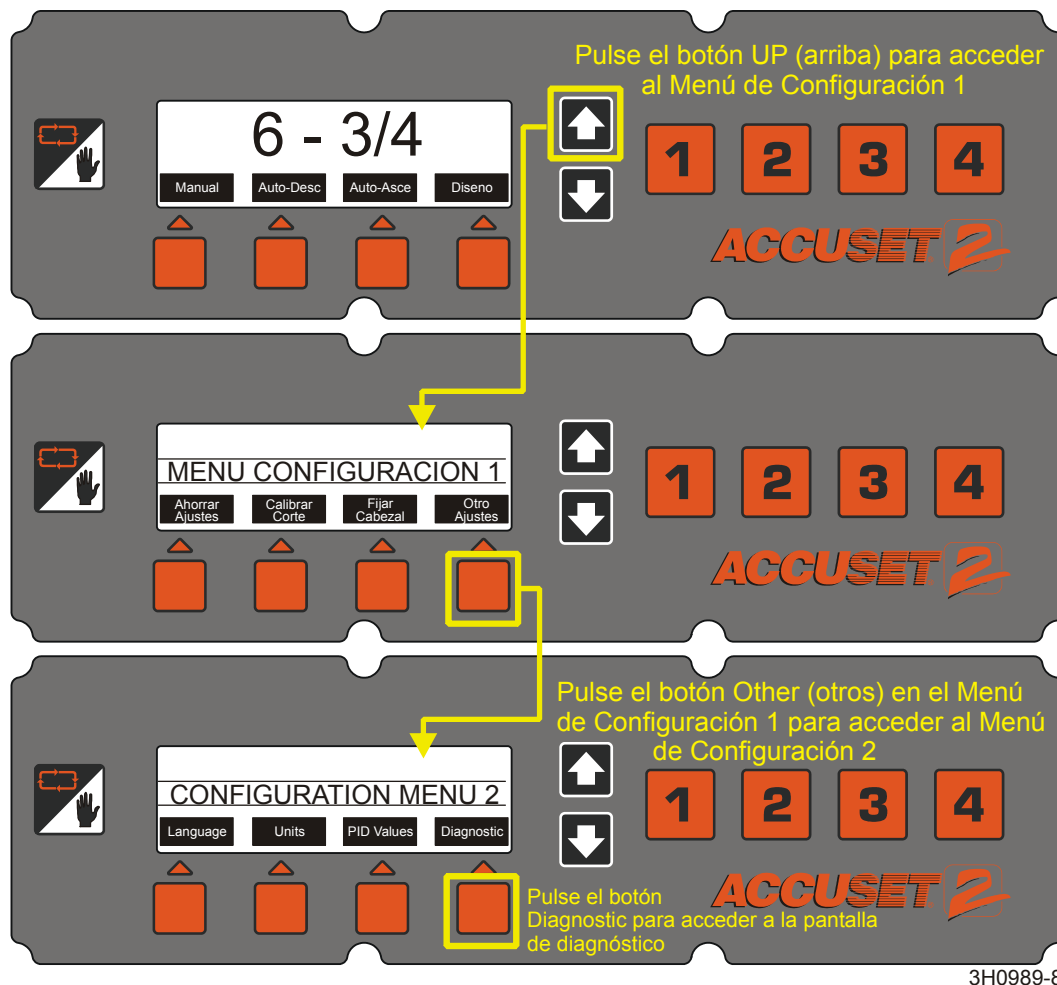 Pulse el botón UP (arriba) para acceder
al Menú de Configuración 1
6 - 3/4
Manual Auto-Desc Auto-Asce Diseno
1 2 3 4
ACCUSET 2
MENU CONFIGURACION 1
Ahorrar Ajustes Calibrar Corte Fijar Cabezal Otro Ajustes
1 2 3 4
ACCUSET 2
Pulse el botón Other (otros) en el Menú
de Configuración 1 para acceder al Menú
de Configuración 2
CONFIGURATION MENU 2
Language Units PID Values Diagnostic
1 2 3 4
ACCUSET 2
Pulse el botón
Diagnostic para acceder a la pantalla
de diagnóstico
3H0989-8